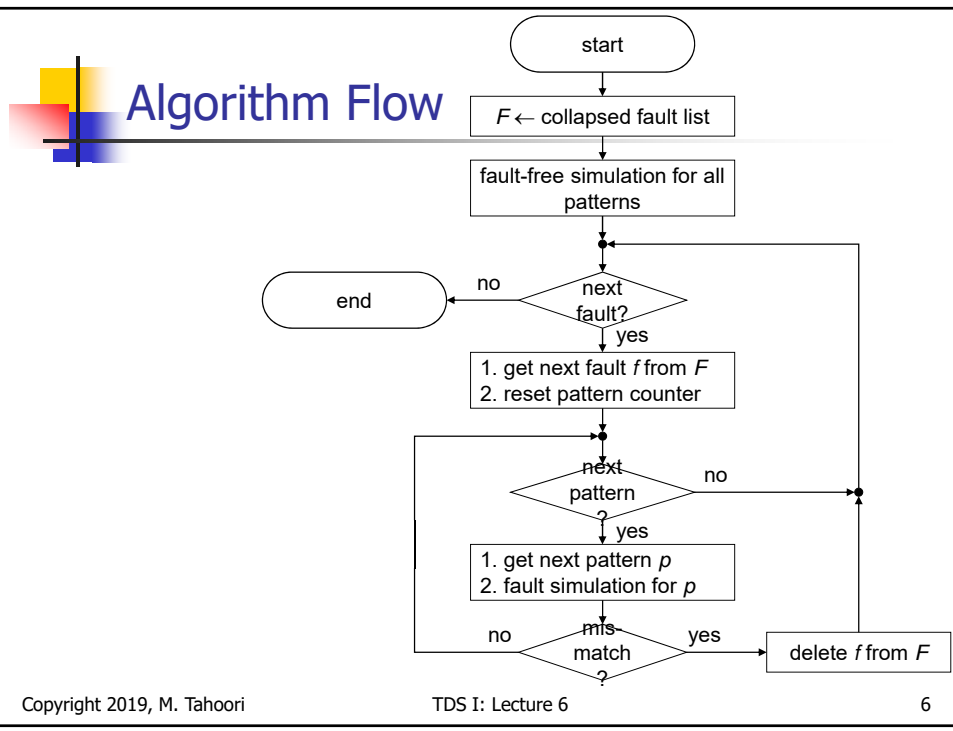 start
Algorithm Flow
F ← collapsed fault list
fault-free simulation for all
patterns
no
next
fault?
end
yes
1. get next fault f from F
2. reset pattern counter
next
pattern
?
no
yes
1. get next pattern p
2. fault simulation for p
no
mis-
match
?
yes
delete f from F
Copyright 2019, M. Tahoori
TDS I: Lecture 6
6